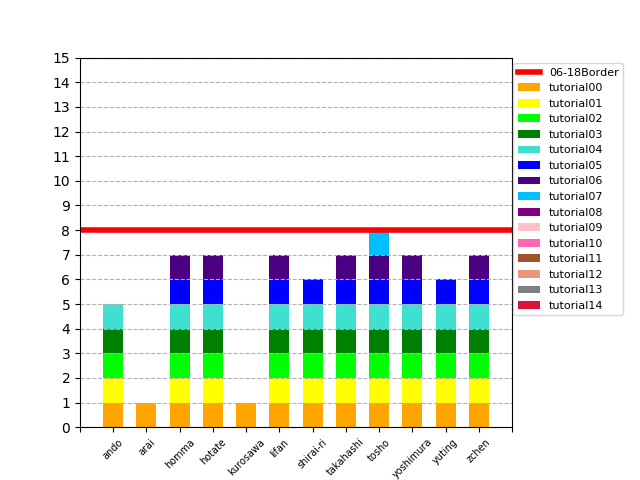 15
14
13
12
11
10
9
8
7
6
5
4
3
2
1
0
ando
arai
homma
hotate
kurosawa
lifan
shirai-ri
takahashi
tosho
yoshimura
yuting
zchen
06-18Border
tutorial00
tutorial01
tutorial02
tutorial03
tutorial04
tutorial05
tutorial06
tutorial07
tutorial08
tutorial09
tutorial10
tutorial11
tutorial12
tutorial13
tutorial14